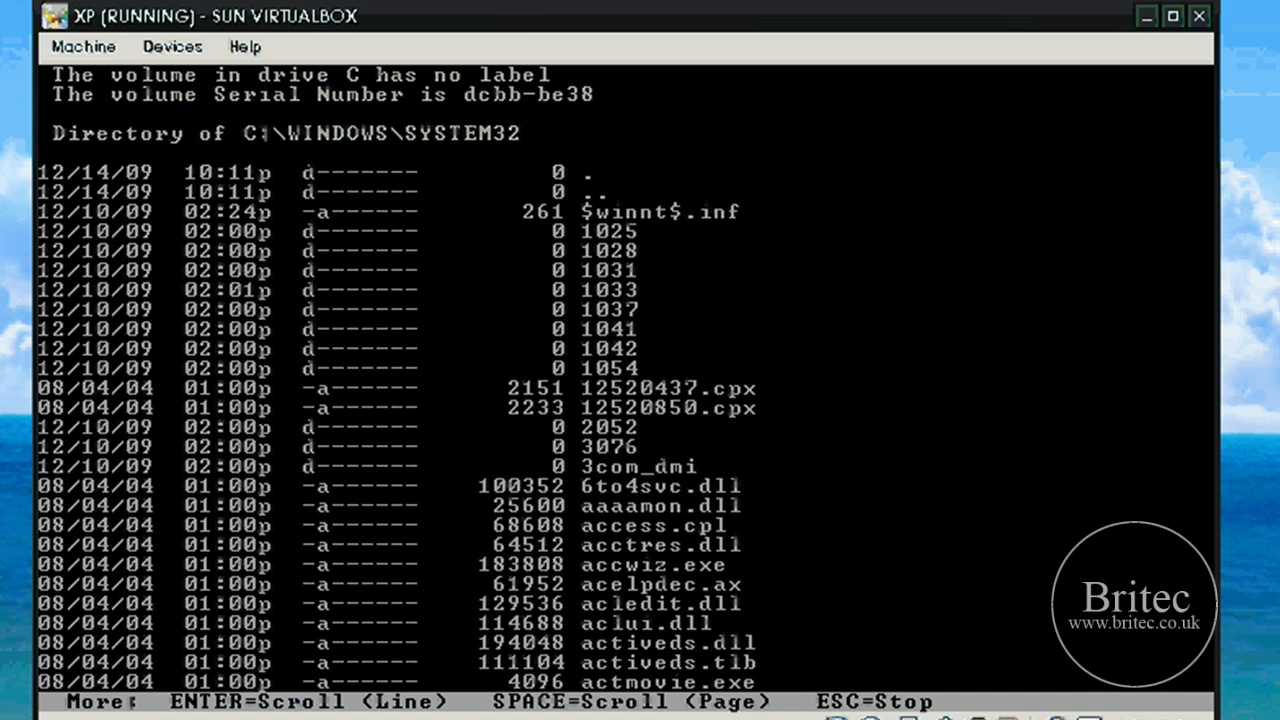 XP (RUNNING) - SUN VIRTUALBOX
Machine Devices Help
The volume in drive C has no label
The volume Serial Number is dcbb-be38
Directory of C:\WINDOWS\SYSTEM32
12/14/09 10:11p d------- 0 .
12/14/09 10:11p d------- 0 ..
12/10/09 02:24p -a------ 261 $winnt$.inf
12/10/09 02:00p d------- 0 1025
12/10/09 02:00p d------- 0 1028
12/10/09 02:00p d------- 0 1031
12/10/09 02:01p d------- 0 1033
12/10/09 02:00p d------- 0 1037
12/10/09 02:00p d------- 0 1041
12/10/09 02:00p d------- 0 1042
12/10/09 02:00p d------- 0 1054
08/04/04 01:00p -a------ 2151 12520437.cpx
08/04/04 01:00p -a------ 2233 12520850.cpx
12/10/09 02:00p d------- 0 2052
12/10/09 02:00p d------- 0 3076
12/10/09 02:00p d------- 0 3com_dmi
08/04/04 01:00p -a------ 100352 6to4svc.dll
08/04/04 01:00p -a------ 25600 aaaamon.dll
08/04/04 01:00p -a------ 68608 access.cpl
08/04/04 01:00p -a------ 64512 acctres.dll
08/04/04 01:00p -a------ 183808 accwiz.exe
08/04/04 01:00p -a------ 61952 acelpdec.ax
08/04/04 01:00p -a------ 129536 acledit.dll
08/04/04 01:00p -a------ 114688 aclui.dll
08/04/04 01:00p -a------ 194048 activeds.dll
08/04/04 01:00p -a------ 111104 activeds.tlb
08/04/04 01:00p -a------ 4096 actmovie.exe
More: ENTER=Scroll (Line) SPACE=Scroll (Page) ESC=Stop
Britec
www.britec.co.uk